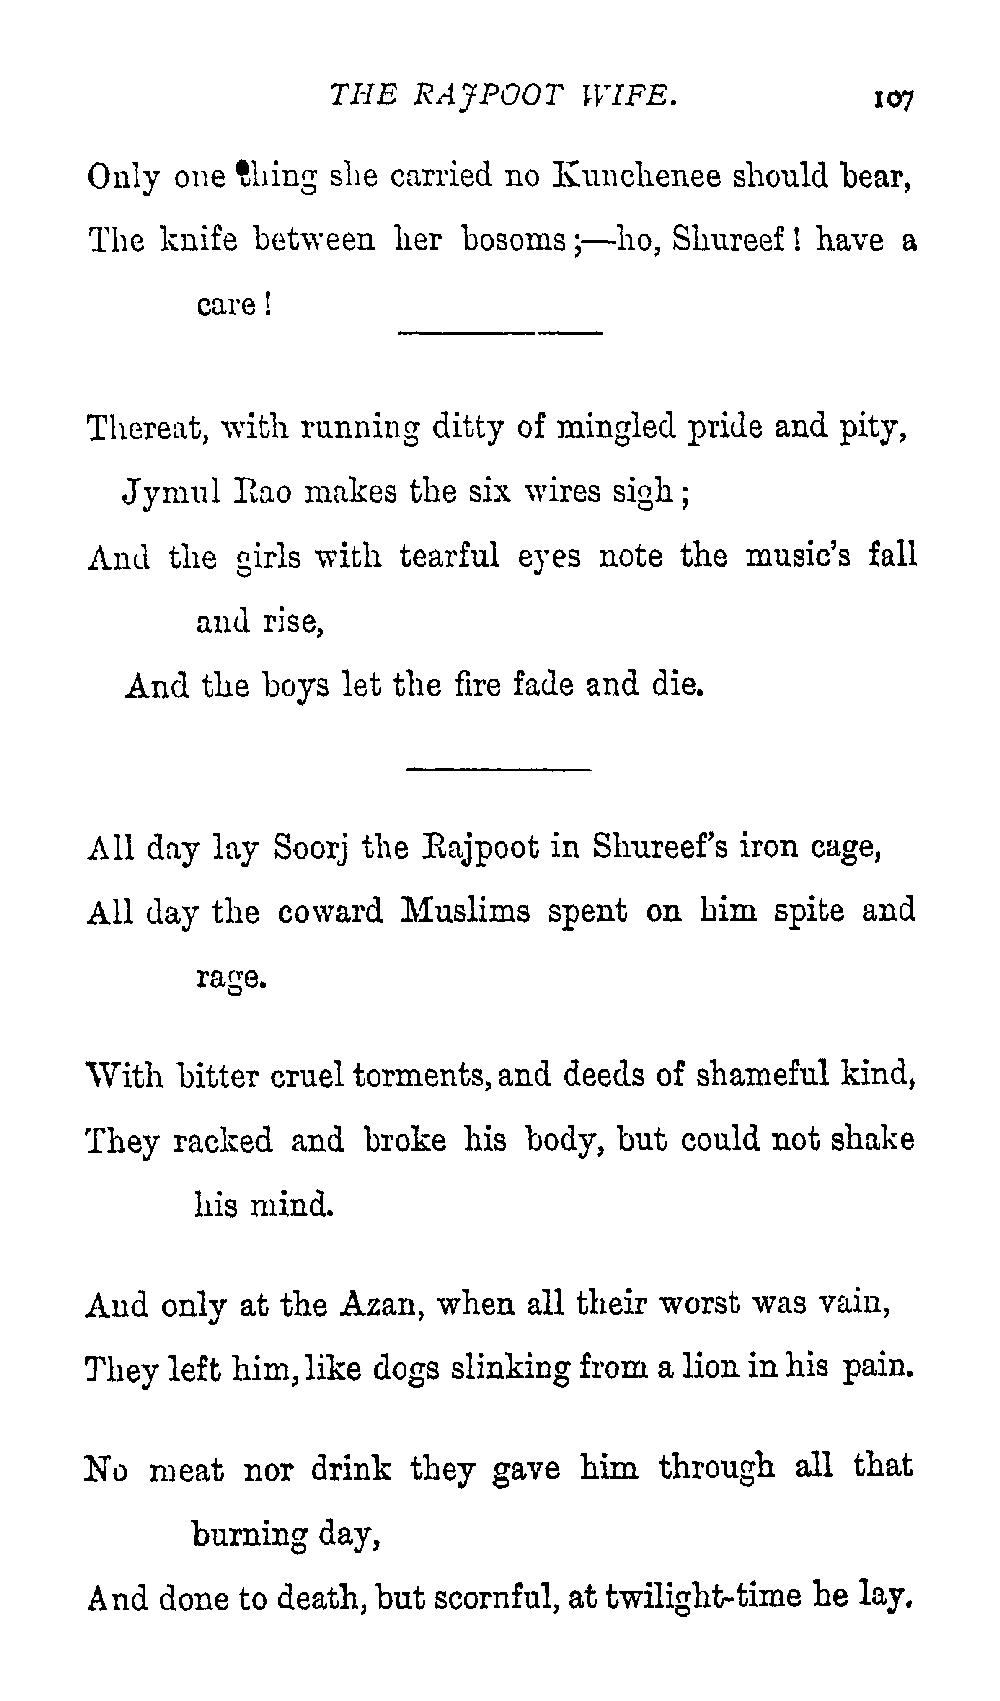 THE RAJPOOT WIFE. 107
Only one thing she carried no Kunchenee should bear,
The knife between her bosoms;—ho, Shureef! have a
care!
Thereat, with running ditty of mingled pride and pity,
Jymul Rao makes the six wires sigh;
And the girls with tearful eyes note the music's fall
and rise,
And the boys let the fire fade and die.
All day lay Soorj the Rajpoot in Shureef's iron cage,
All day the coward Muslims spent on him spite and
rage.
With bitter cruel torments, and deeds of shameful kind,
They racked and broke his body, but could not shake
his mind.
And only at the Azan, when all their worst was vain,
They left him, like dogs slinking from a lion in his pain.
No meat nor drink they gave him through all that
burning day,
And done to death, but scornful, at twilight-time he lay.